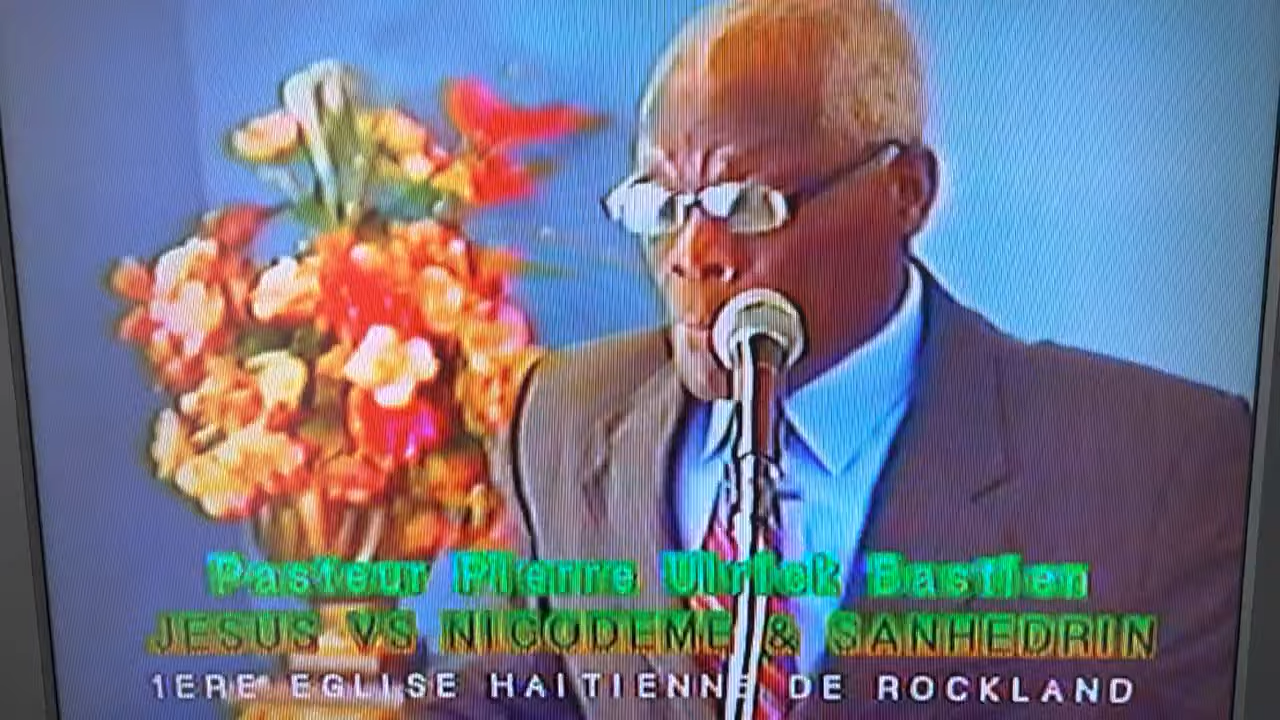 Pasteur Pierre Ulrick Bastien
JESUS VS NICODEME & SANHEDRIN
1ERE EGLISE HAITIENNE DE ROCKLAND